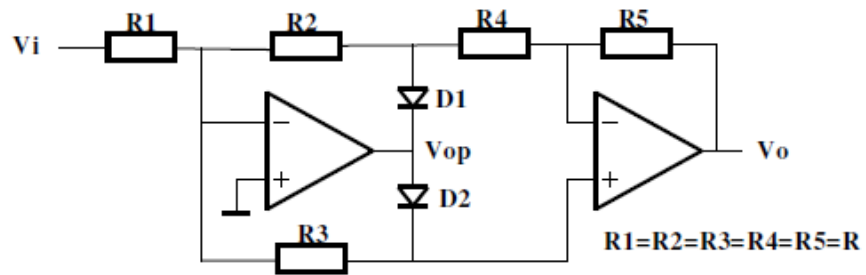 Vi R1 R2 R4 R5
D1
− −
Vop Vo
+ +
D2
R3 R1=R2=R3=R4=R5=R